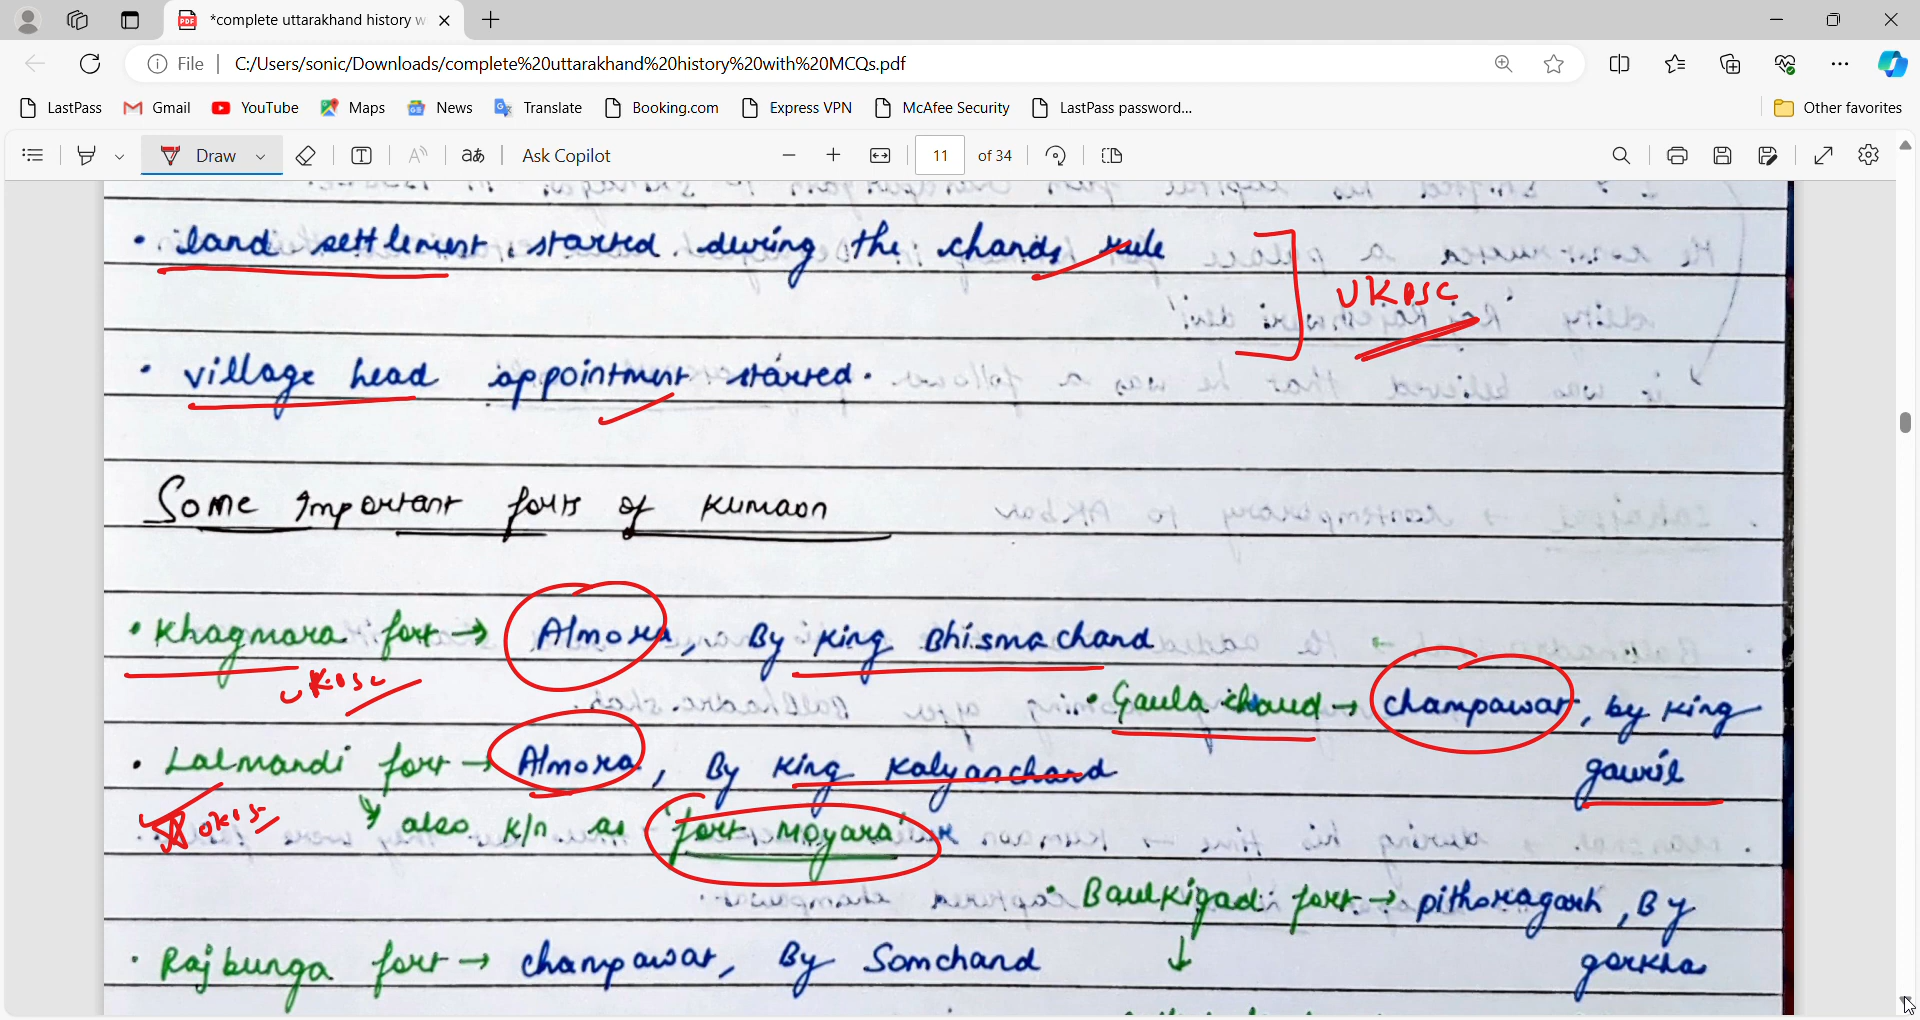 *complete uttarakhand history w
File C:/Users/sonic/Downloads/complete%20uttarakhand%20history%20with%20MCQs.pdf
LastPass Gmail YouTube Maps News Translate Booking.com Express VPN McAfee Security LastPass password... Other favorites
Draw T aあ Ask Copilot 11 of 34
• land settlement started during the chands rule
UKPSC
• village head appointment started.
Some Important forts of Kumaon
• Khagmara fort → Almora, By King Bhismachand
UKPSC
• Gaula chaud → champawat, by King
gauril
• Lalmandi fort → Almora, By King Kalyanchand
also k/n as 'fort Moyara'
• Baulkigadi fort → pithoragarh, By
gorkha
• Rajbunga fort → champawat, By Somchand